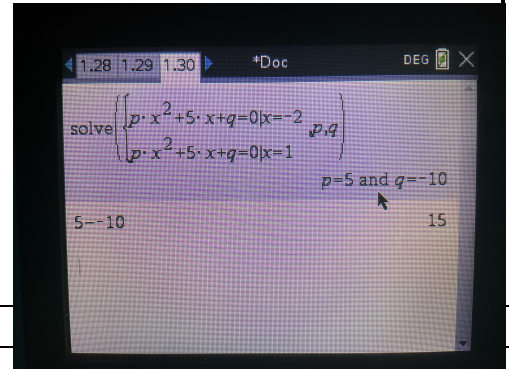 1.28 1.29 1.30 *Doc DEG
solve({p·x²+5·x+q=0|x=-2
p·x²+5·x+q=0|x=1 ,p,q)
p=5 and q=-10
5--10 15